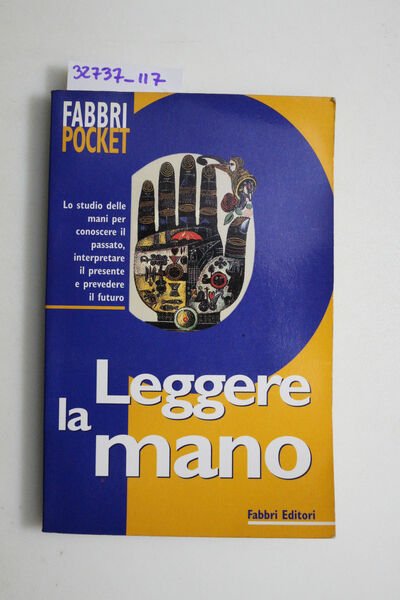 32737_117
FABBRI
POCKET
Lo studio delle
mani per
conoscere il
passato,
interpretare
il presente
e prevedere
il futuro
Leggere
la mano
Fabbri Editori